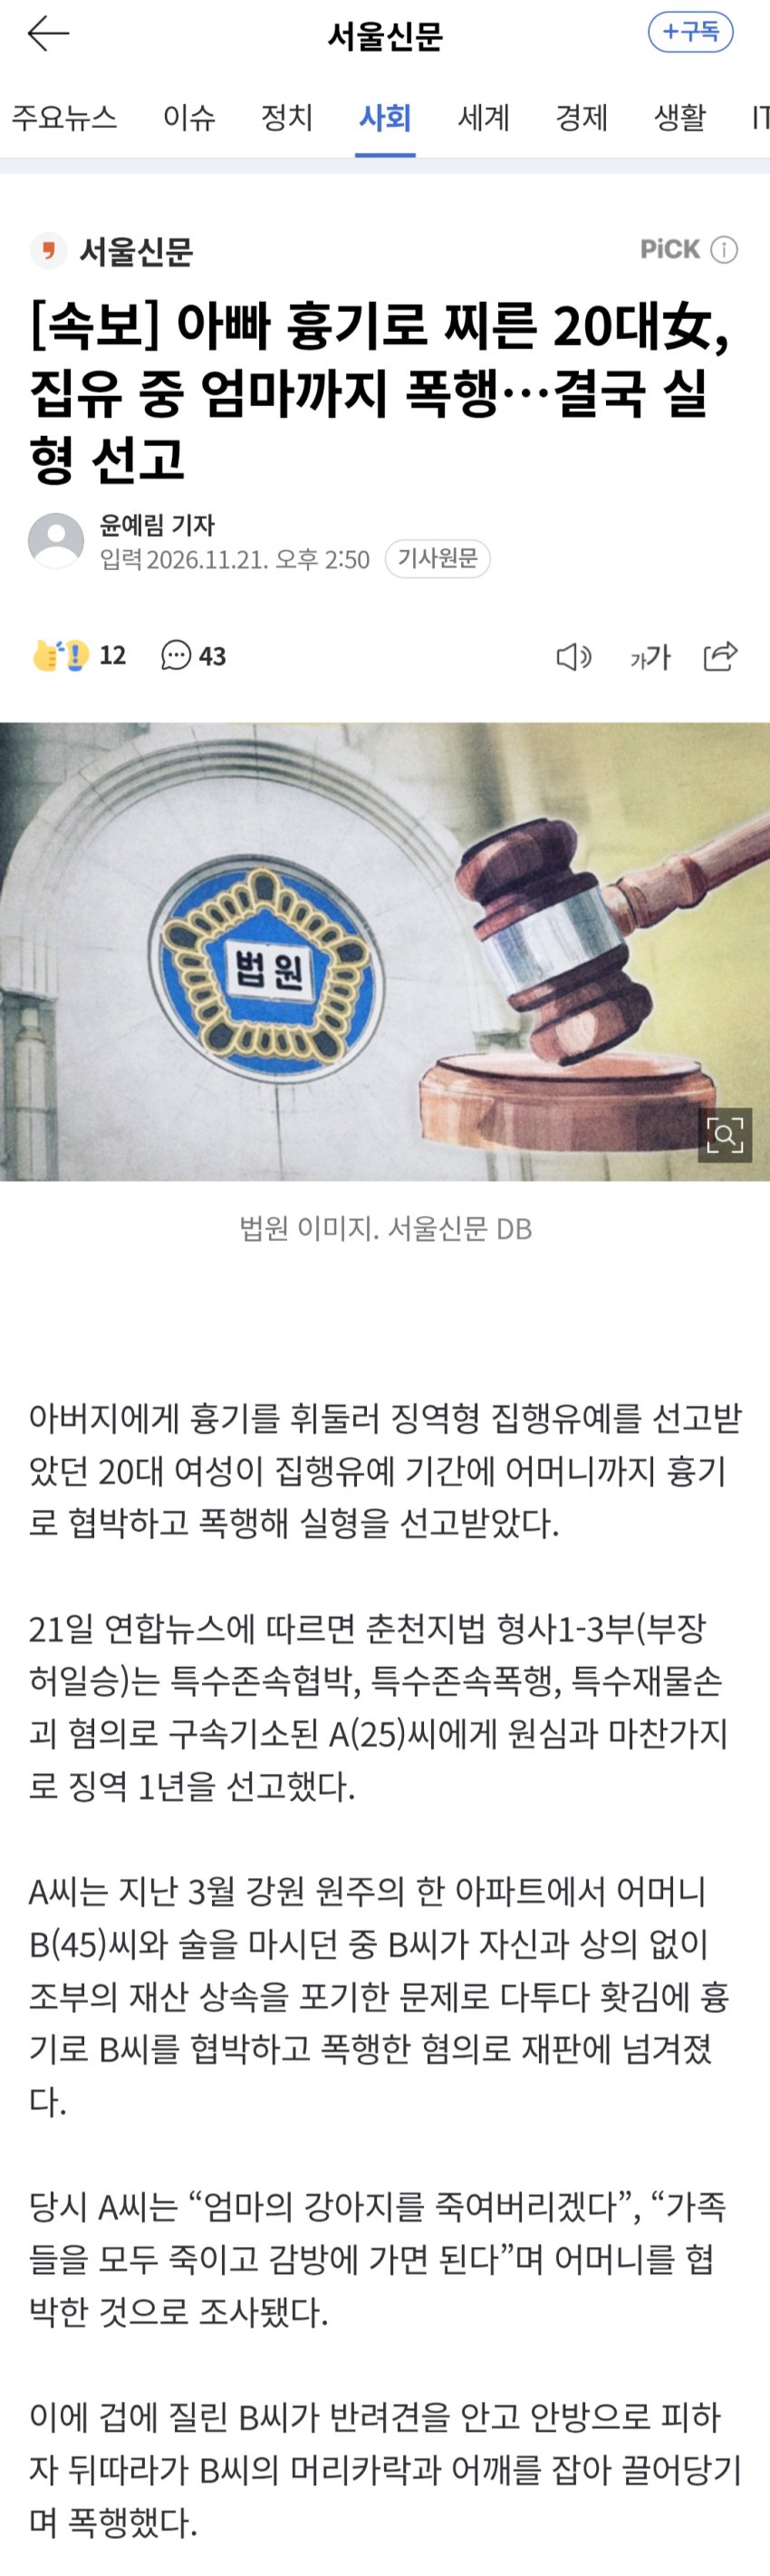 서울신문
+구독
주요뉴스 이슈 정치 사회 세계 경제 생활 IT
서울신문
PiCK
[속보] 아빠 흉기로 찌른 20대女,
집유 중 엄마까지 폭행…결국 실
형 선고
윤예림 기자
입력 2026.11.21. 오후 2:50 기사원문
12 43
가가
법원
법원 이미지. 서울신문 DB
아버지에게 흉기를 휘둘러 징역형 집행유예를 선고받
았던 20대 여성이 집행유예 기간에 어머니까지 흉기
로 협박하고 폭행해 실형을 선고받았다.
21일 연합뉴스에 따르면 춘천지법 형사1-3부(부장
허일승)는 특수존속협박, 특수존속폭행, 특수재물손
괴 혐의로 구속기소된 A(25)씨에게 원심과 마찬가지
로 징역 1년을 선고했다.
A씨는 지난 3월 강원 원주의 한 아파트에서 어머니
B(45)씨와 술을 마시던 중 B씨가 자신과 상의 없이
조부의 재산 상속을 포기한 문제로 다투다 홧김에 흉
기로 B씨를 협박하고 폭행한 혐의로 재판에 넘겨졌
다.
당시 A씨는 “엄마의 강아지를 죽여버리겠다”, “가족
들을 모두 죽이고 감방에 가면 된다”며 어머니를 협
박한 것으로 조사됐다.
이에 겁에 질린 B씨가 반려견을 안고 안방으로 피하
자 뒤따라가 B씨의 머리카락과 어깨를 잡아 끌어당기
며 폭행했다.